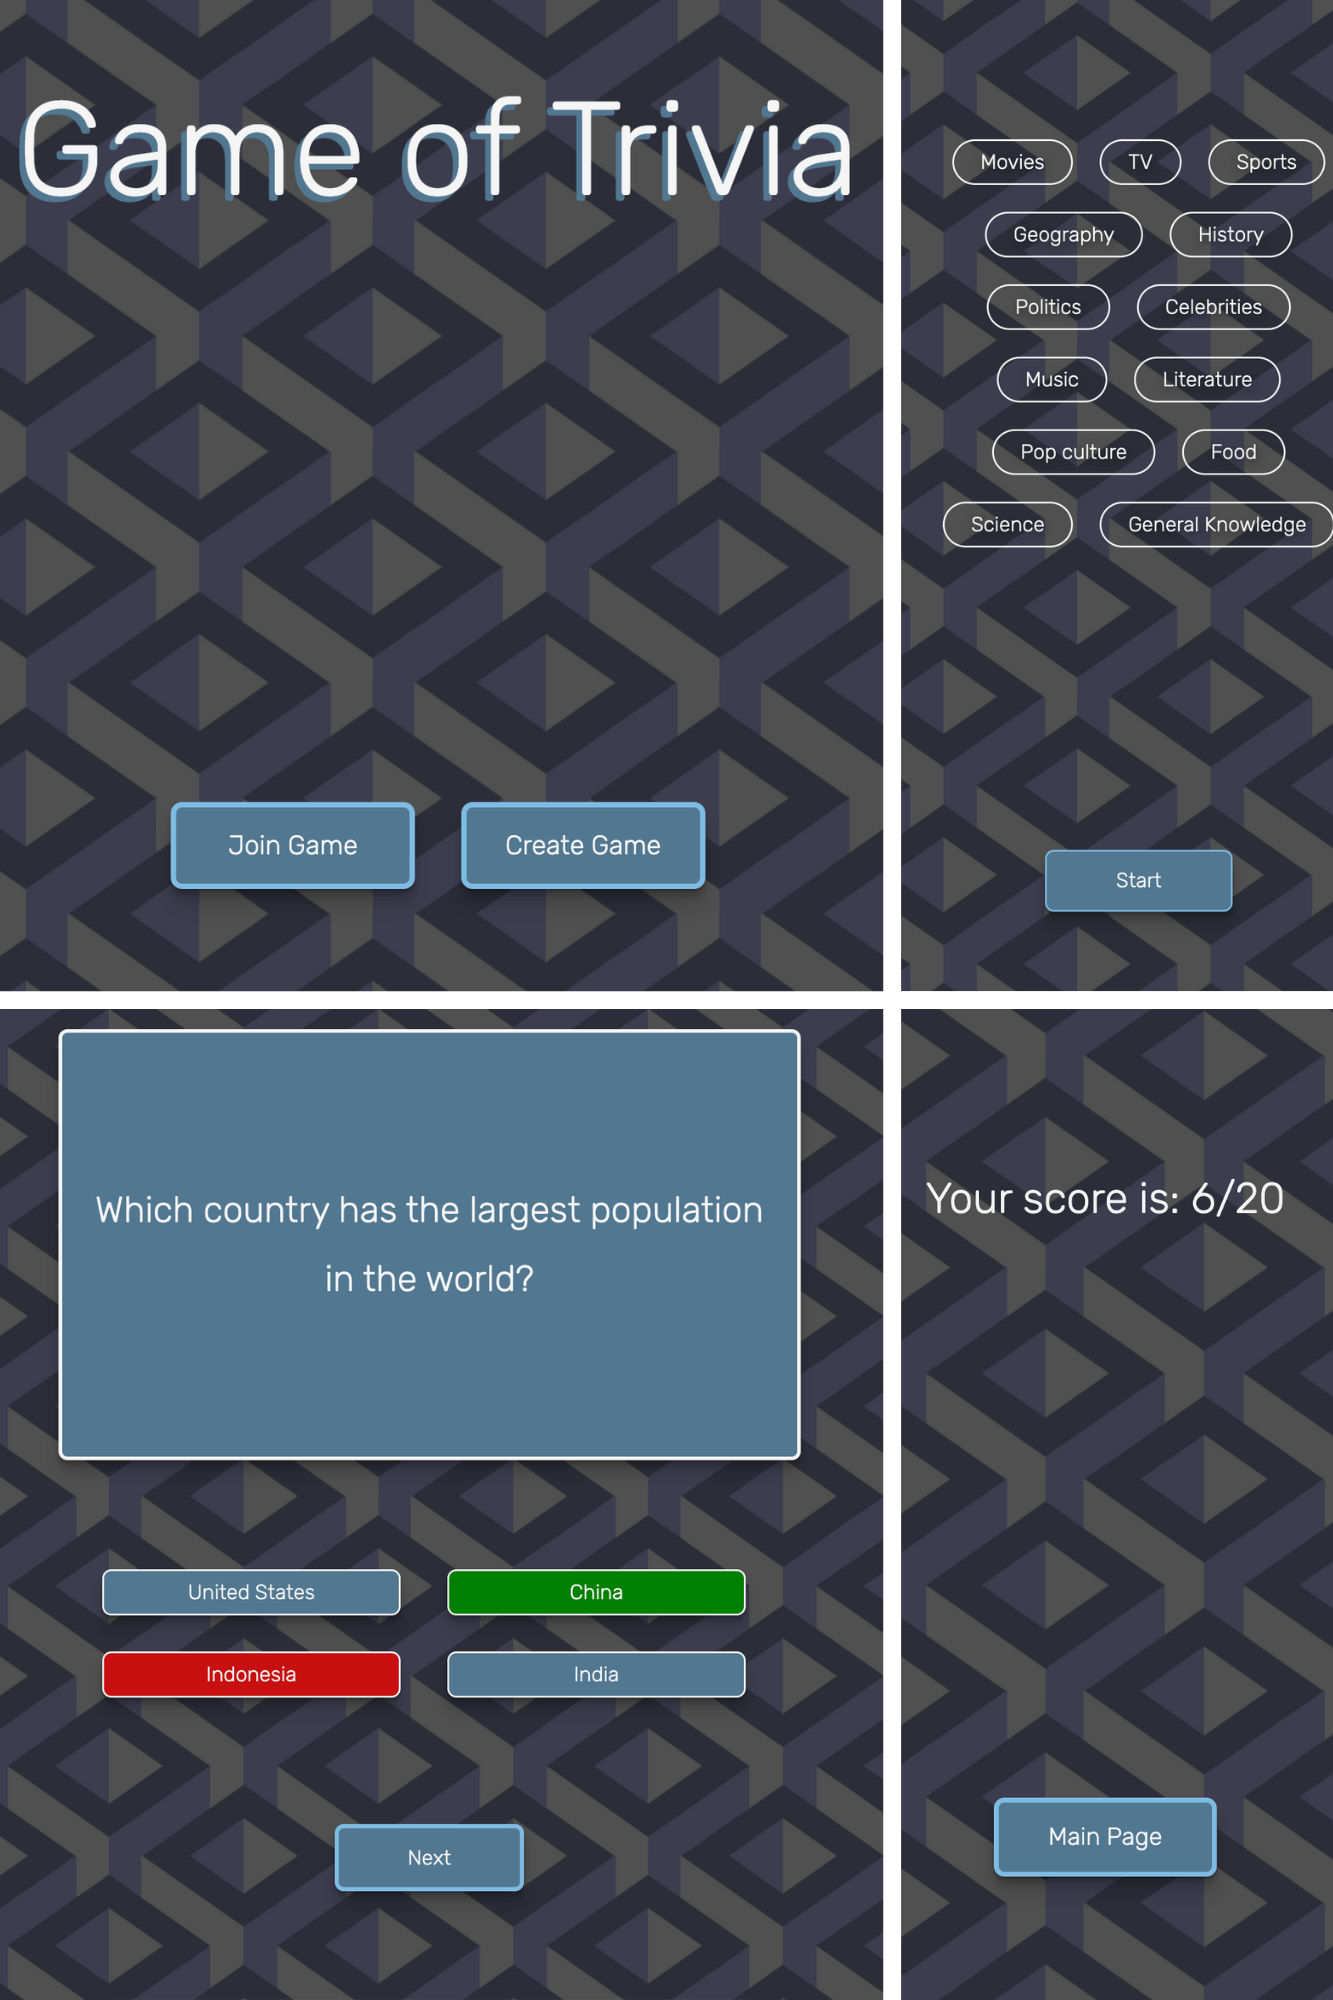 Game of Trivia
Join Game
Create Game
Movies
TV
Sports
Geography
History
Politics
Celebrities
Music
Literature
Pop culture
Food
Science
General Knowledge
Start
Which country has the largest population
in the world?
United States
China
Indonesia
India
Next
Your score is: 6/20
Main Page